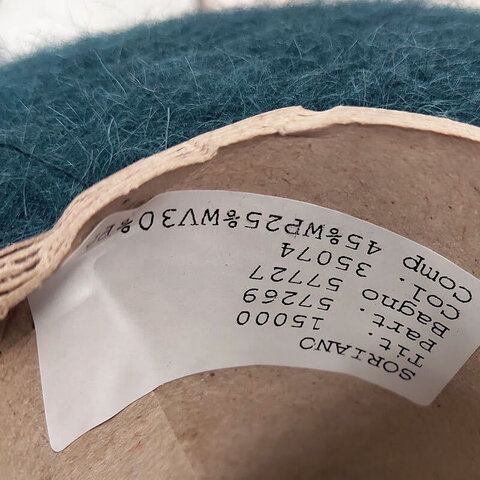 SORIANO
Tit. 15000
Part. 57269
Bagno 57727
Col. 35074
Comp 45%WP25%WV30%P